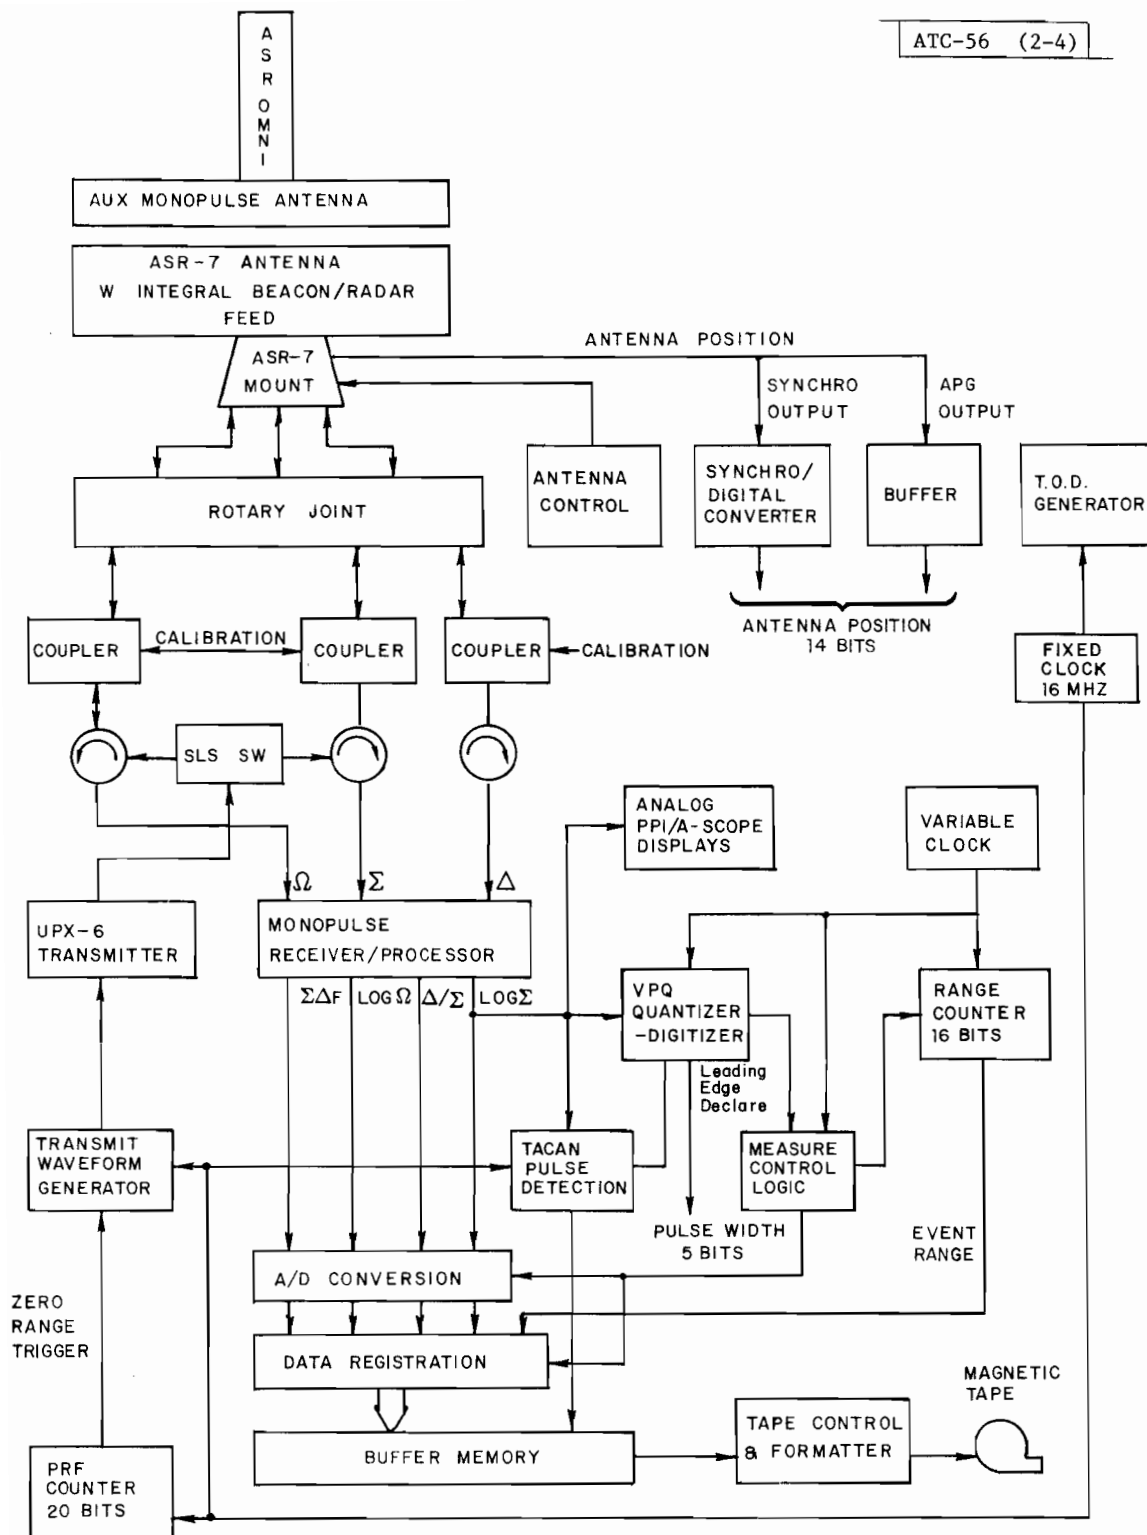 ATC-56 (2-4)
ASR OMNI
AUX MONOPULSE ANTENNA
ASR-7 ANTENNA
W INTEGRAL BEACON/RADAR
FEED
ASR-7
MOUNT
ANTENNA POSITION
SYNCHRO
OUTPUT
APG
OUTPUT
ROTARY JOINT
ANTENNA
CONTROL
SYNCHRO/
DIGITAL
CONVERTER
BUFFER
T.O.D.
GENERATOR
ANTENNA POSITION
14 BITS
COUPLER
CALIBRATION
COUPLER
COUPLER
CALIBRATION
FIXED
CLOCK
16 MHZ
SLS SW
ANALOG
PPI/A-SCOPE
DISPLAYS
VARIABLE
CLOCK
Ω
Σ
Δ
UPX-6
TRANSMITTER
MONOPULSE
RECEIVER/PROCESSOR
ΣΔF
LOG Ω
Δ/Σ
LOG Σ
VPQ
QUANTIZER
-DIGITIZER
RANGE
COUNTER
16 BITS
Leading
Edge
Declare
TRANSMIT
WAVEFORM
GENERATOR
TACAN
PULSE
DETECTION
MEASURE
CONTROL
LOGIC
PULSE WIDTH
5 BITS
EVENT
RANGE
A/D CONVERSION
ZERO
RANGE
TRIGGER
DATA REGISTRATION
MAGNETIC
TAPE
TAPE CONTROL
& FORMATTER
BUFFER MEMORY
PRF
COUNTER
20 BITS